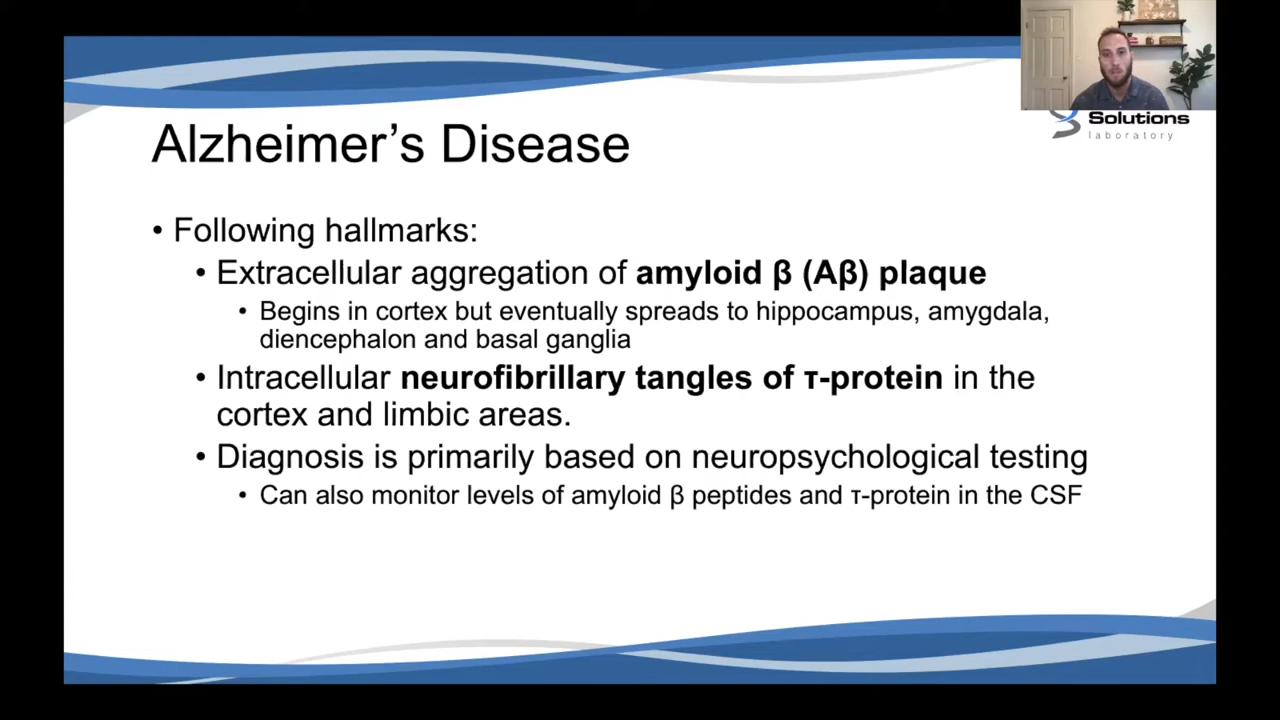 Solutions
laboratory
Alzheimer’s Disease
• Following hallmarks:
• Extracellular aggregation of amyloid β (Aβ) plaque
• Begins in cortex but eventually spreads to hippocampus, amygdala,
diencephalon and basal ganglia
• Intracellular neurofibrillary tangles of τ-protein in the
cortex and limbic areas.
• Diagnosis is primarily based on neuropsychological testing
• Can also monitor levels of amyloid β peptides and τ-protein in the CSF